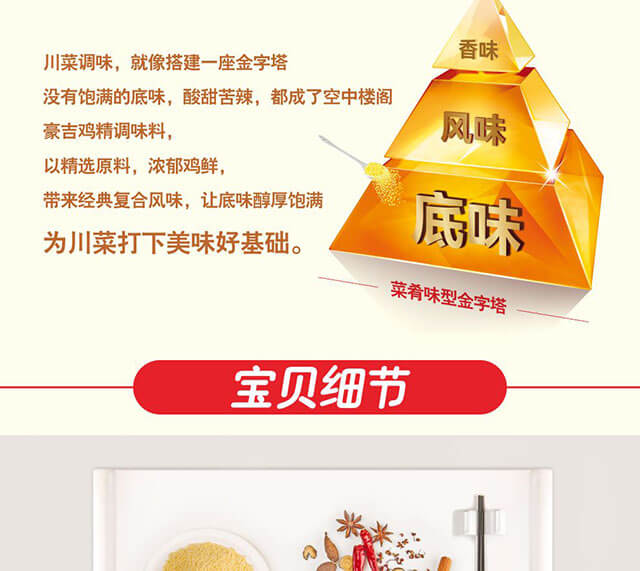 川菜调味，就像搭建一座金字塔
没有饱满的底味，酸甜苦辣，都成了空中楼阁
豪吉鸡精调味料，
以精选原料，浓郁鸡鲜，
带来经典复合风味，让底味醇厚饱满
为川菜打下美味好基础。
香味
风味
底味
菜肴味型金字塔
宝贝细节